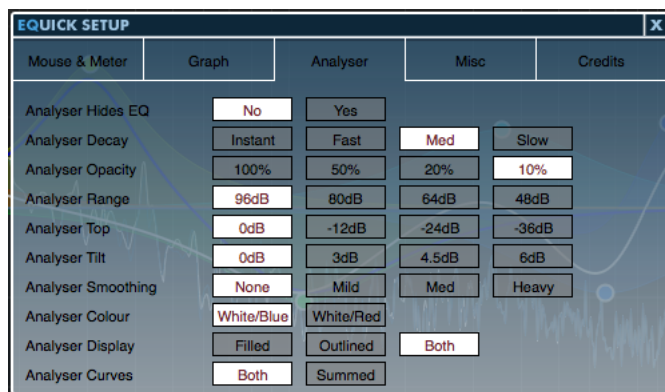 EQUICK SETUP X
Mouse & Meter Graph Analyser Misc Credits
Analyser Hides EQ No Yes
Analyser Decay Instant Fast Med Slow
Analyser Opacity 100% 50% 20% 10%
Analyser Range 96dB 80dB 64dB 48dB
Analyser Top 0dB -12dB -24dB -36dB
Analyser Tilt 0dB 3dB 4.5dB 6dB
Analyser Smoothing None Mild Med Heavy
Analyser Colour White/Blue White/Red
Analyser Display Filled Outlined Both
Analyser Curves Both Summed